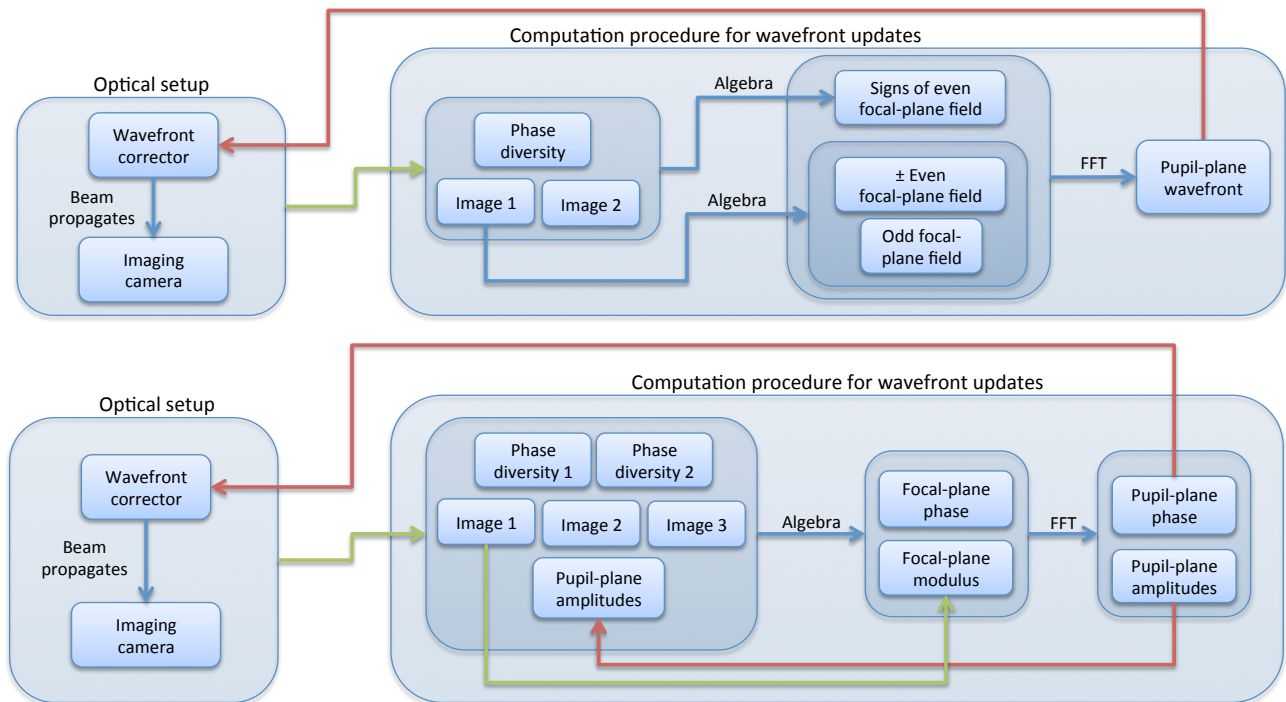 Computation procedure for wavefront updates
Optical setup
Wavefront
corrector
Beam
propagates
Imaging
camera
Phase
diversity
Image 1
Image 2
Algebra
Algebra
Signs of even
focal-plane field
± Even
focal-plane field
Odd focal-
plane field
FFT
Pupil-plane
wavefront
Computation procedure for wavefront updates
Optical setup
Wavefront
corrector
Beam
propagates
Imaging
camera
Phase
diversity 1
Phase
diversity 2
Image 1
Image 2
Image 3
Pupil-plane
amplitudes
Algebra
Focal-plane
phase
Focal-plane
modulus
FFT
Pupil-plane
phase
Pupil-plane
amplitudes